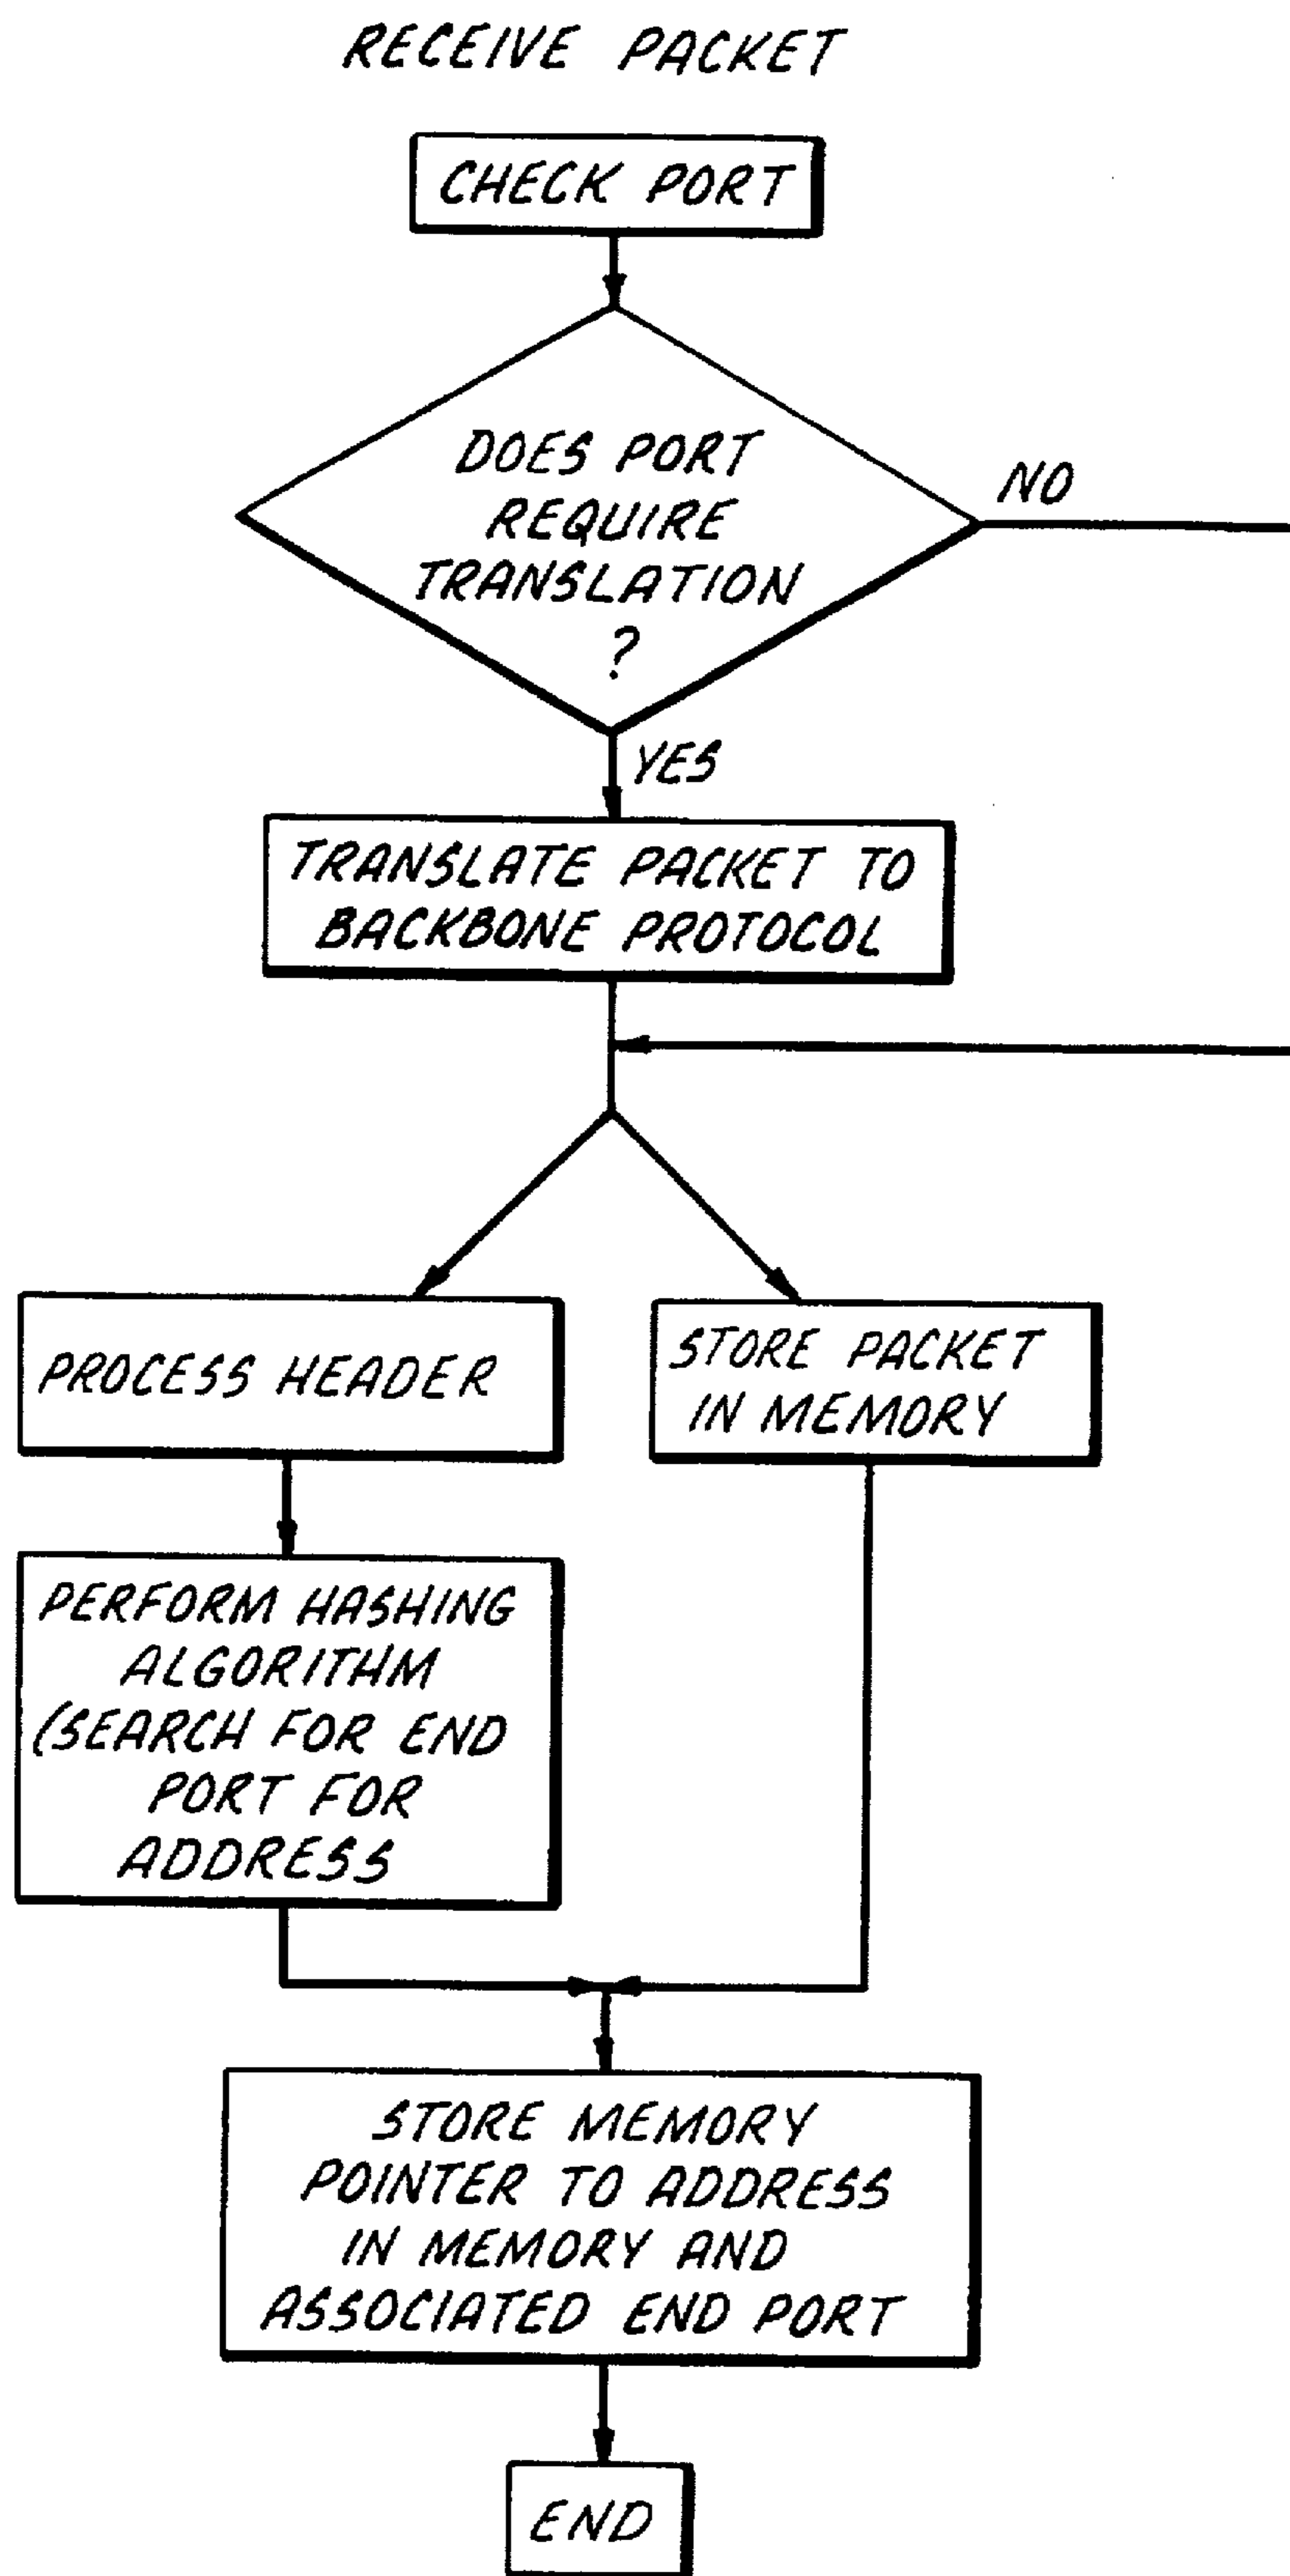 RECEIVE PACKET
CHECK PORT
DOES PORT
REQUIRE
TRANSLATION
?
NO
YES
TRANSLATE PACKET TO
BACKBONE PROTOCOL
PROCESS HEADER
STORE PACKET
IN MEMORY
PERFORM HASHING
ALGORITHM
(SEARCH FOR END
PORT FOR
ADDRESS
STORE MEMORY
POINTER TO ADDRESS
IN MEMORY AND
ASSOCIATED END PORT
END